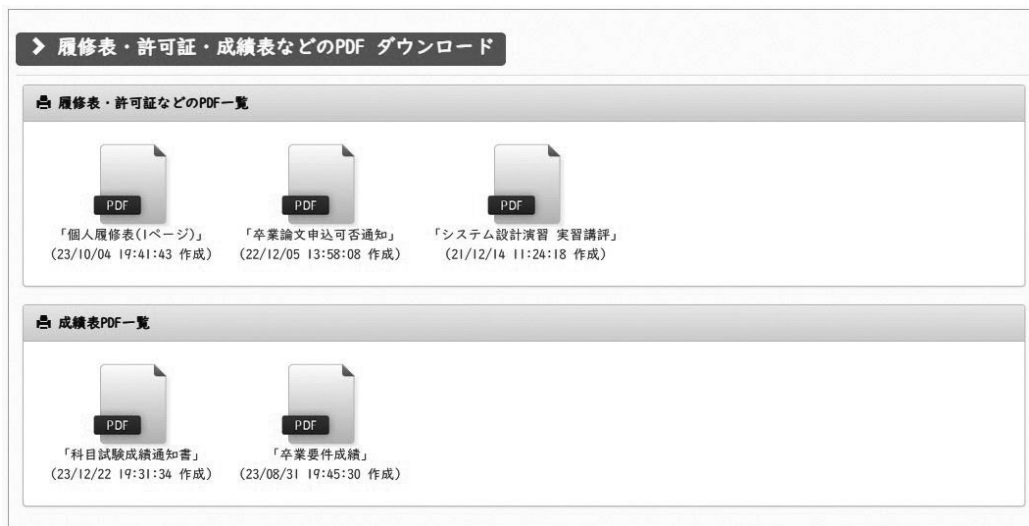 履修表・許可証・成績表などのPDF ダウンロード
履修表・許可証などのPDF一覧
PDF
PDF
PDF
「個人履修表(1ページ)」
「卒業論文申込可否通知」
「システム設計演習 実習講評」
(23/10/04 19:41:43 作成)
(22/12/05 13:58:08 作成)
(21/12/14 11:24:18 作成)
成績表PDF一覧
PDF
PDF
「科目試験成績通知書」
「卒業要件成績」
(23/12/22 19:31:34 作成)
(23/08/31 19:45:30 作成)